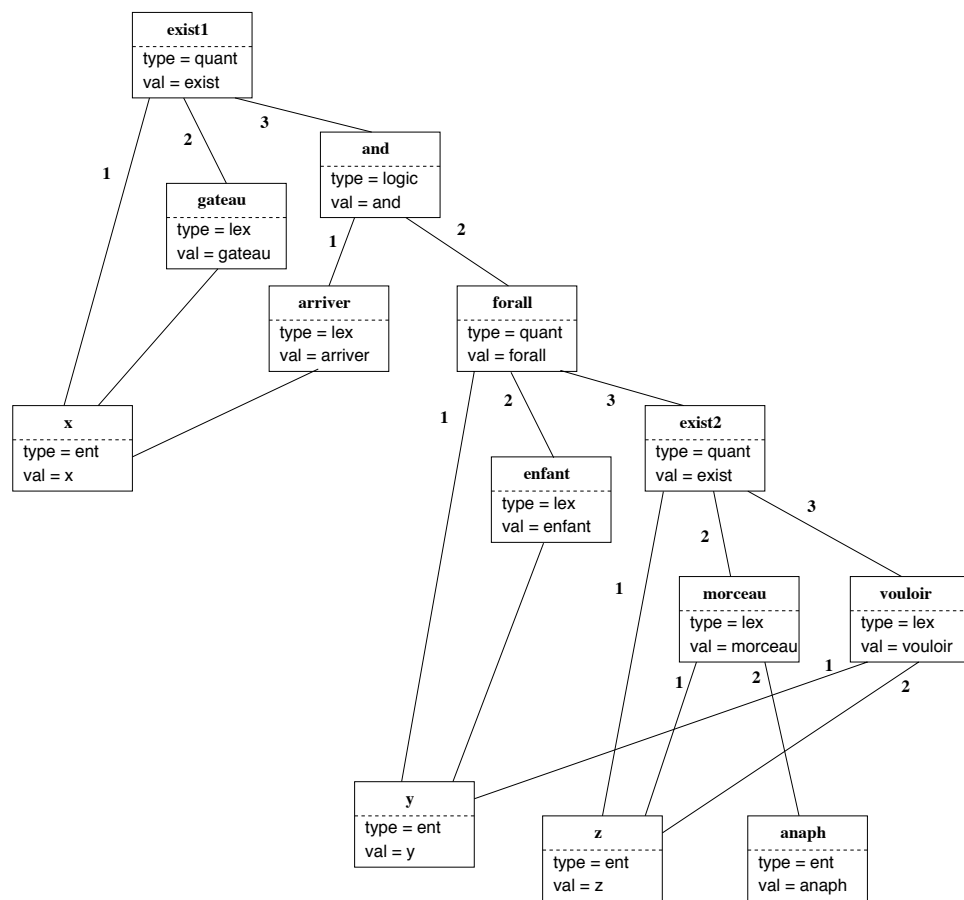 exist1
type = quant
val = exist
1
2
3
and
type = logic
val = and
gateau
type = lex
val = gateau
1
2
arriver
type = lex
val = arriver
forall
type = quant
val = forall
x
type = ent
val = x
1
2
3
exist2
type = quant
val = exist
enfant
type = lex
val = enfant
1
2
3
morceau
type = lex
val = morceau
vouloir
type = lex
val = vouloir
1
2
1
2
y
type = ent
val = y
z
type = ent
val = z
anaph
type = ent
val = anaph